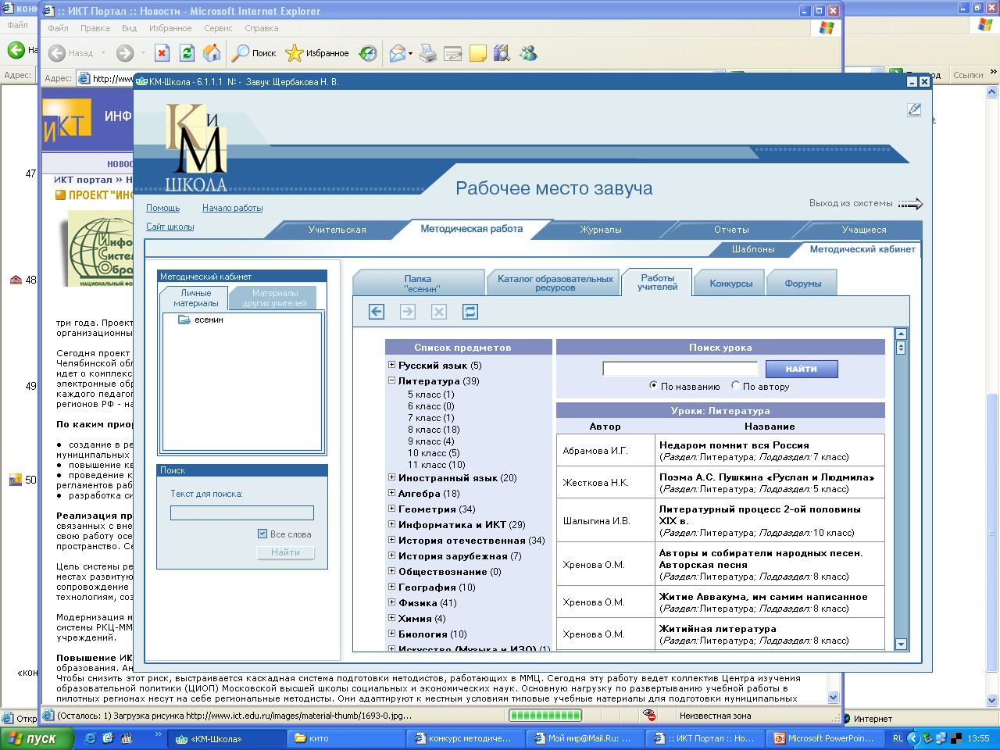 :: ИКТ Портал :: Новости - Microsoft Internet Explorer
Файл
Файл Правка Вид Избранное Сервис Справка
Назад Поиск Избранное
Адрес:
Адрес: http://www
Ссылки
КМ-Школа - 6.1.1.1 № - Завуч: Щербакова Н. В.
ИКТ
КИ
М
ШКОЛА
Рабочее место завуча
Выход из системы
Помощь Начало работы
Сайт школы
Учительская Методическая работа Журналы Отчеты Учащиеся
Шаблоны Методический кабинет
47
48
49
50
ИКТ портал » Н
ПРОЕКТ "ИН
Методический кабинет
Личные материалы
Материалы других учителей
есенин
Папка "есенин"
Каталог образовательных ресурсов
Работы учителей
Конкурсы
Форумы
Список предметов
Русский язык (5)
Литература (39)
5 класс (1)
6 класс (0)
7 класс (1)
8 класс (18)
9 класс (4)
10 класс (5)
11 класс (10)
Иностранный язык (20)
Алгебра (18)
Геометрия (34)
Информатика и ИКТ (29)
История отечественная (34)
История зарубежная (7)
Обществознание (0)
География (10)
Физика (41)
Химия (4)
Биология (10)
Искусство (Музыка и ИЗО) (1)
Поиск урока
НАЙТИ
По названию По автору
Уроки: Литература
Автор Название
Абрамова И.Г. Недаром помнит вся Россия
(Раздел: Литература; Подраздел: 7 класс)
Жесткова Н.К. Поэма А.С. Пушкина «Руслан и Людмила»
(Раздел: Литература; Подраздел: 5 класс)
Шалыгина И.В. Литературный процесс 2-ой половины
XIX в.
(Раздел: Литература; Подраздел: 10 класс)
Хренова О.М. Авторы и собиратели народных песен.
Авторская песня
(Раздел: Литература; Подраздел: 8 класс)
Хренова О.М. Житие Аввакума, им самим написанное
(Раздел: Литература; Подраздел: 8 класс)
Хренова О.М. Житийная литература
(Раздел: Литература; Подраздел: 8 класс)
Поиск
Текст для поиска:
Все слова
Найти
три года. Проект
Сегодня проект
Челябинской об
идет о комплекс
каждого педагог
регионов РФ - на
По каким приор
● создание в ре
муниципальных
● повышение кв
● проведение к
регламентов раб
● разработка си
Реализация пр
связанных с вне
свою работу осе
пространство. Се
Цель системы ре
местах развитую
сопровождение
технологиям, соз
Модернизация м
системы РКЦ-ММ
учреждений.
Повышение ИК
образования. Ан
Чтобы снизить этот риск, выстраивается каскадная система подготовки методистов, работающих в ММЦ. Сегодня эту работу ведет коллектив Центра изучения
образовательной политики (ЦИОП) Московской высшей школы социальных и экономических наук. Основную нагрузку по развертыванию учебной работы в
пилотных регионах несут на себе региональные методисты. Они адаптируют к местным условиям типовые учебные материалы для подготовки муниципальных
(Осталось: 1) Загрузка рисунка http://www.ict.edu.ru/images/material-thumb/1693-0.jpg...
Неизвестная зона
Интернет
пуск
«КМ-Школа»
кито
конкурс методиче...
Мой мир@Mail.Ru: ...
:: ИКТ Портал :: Но...
Microsoft PowerPoin...
RL
13:55